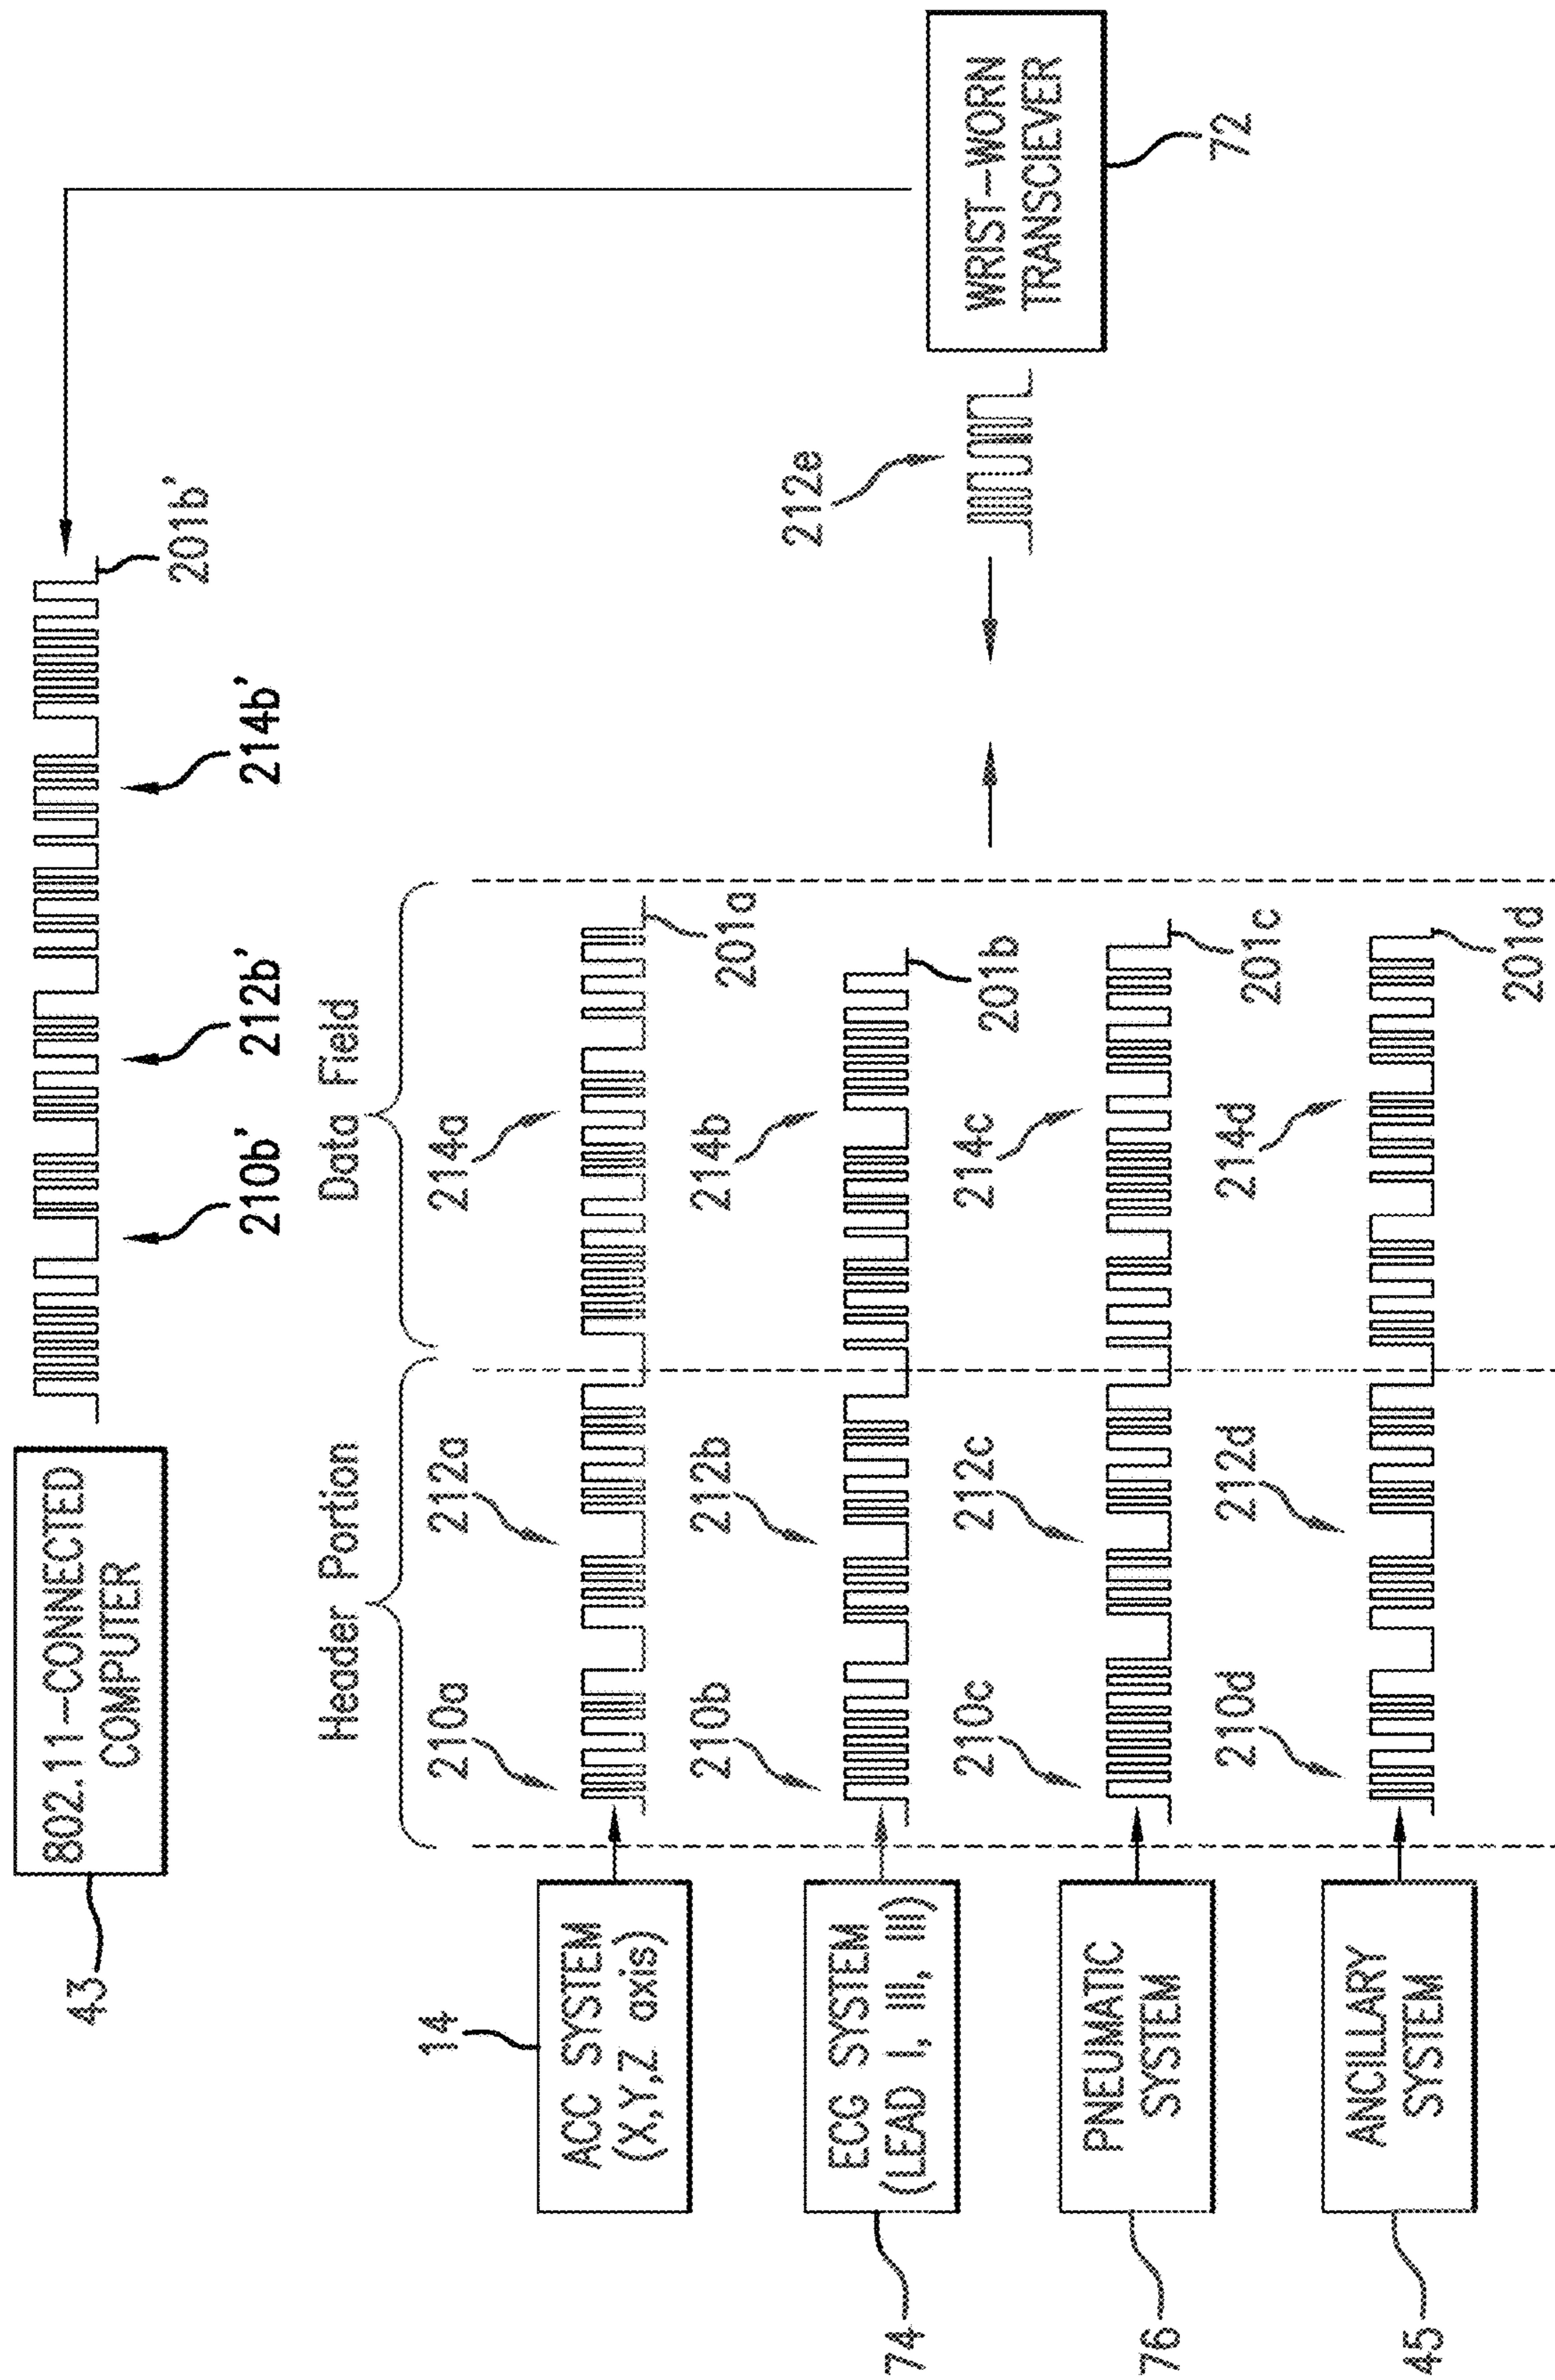 802.11-CONNECTED
COMPUTER
43
210b'
212b'
214b'
201b'
Header Portion
Data Field
14
ACC SYSTEM
(X,Y,Z axis)
210a
212a
214a
201a
74
ECG SYSTEM
(LEAD I, III, III)
210b
212b
214b
201b
212e
WRIST-WORN
TRANSCIEVER
72
76
PNEUMATIC
SYSTEM
210c
212c
214c
201c
45
ANCILLARY
SYSTEM
210d
212d
214d
201d